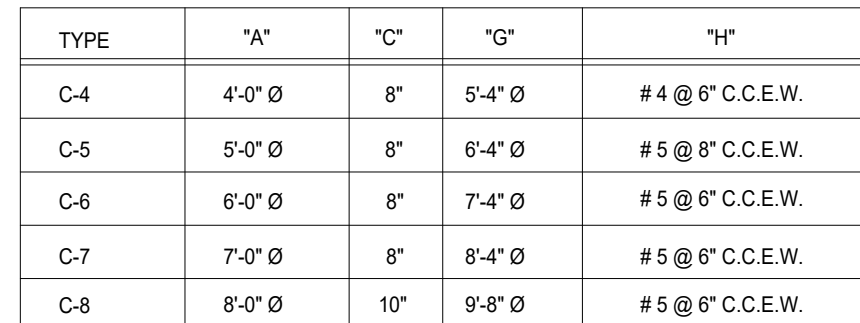 TYPE "A" "C" "G" "H"
C-4 4'-0" Ø 8" 5'-4" Ø # 4 @ 6" C.C.E.W.
C-5 5'-0" Ø 8" 6'-4" Ø # 5 @ 8" C.C.E.W.
C-6 6'-0" Ø 8" 7'-4" Ø # 5 @ 6" C.C.E.W.
C-7 7'-0" Ø 8" 8'-4" Ø # 5 @ 6" C.C.E.W.
C-8 8'-0" Ø 10" 9'-8" Ø # 5 @ 6" C.C.E.W.